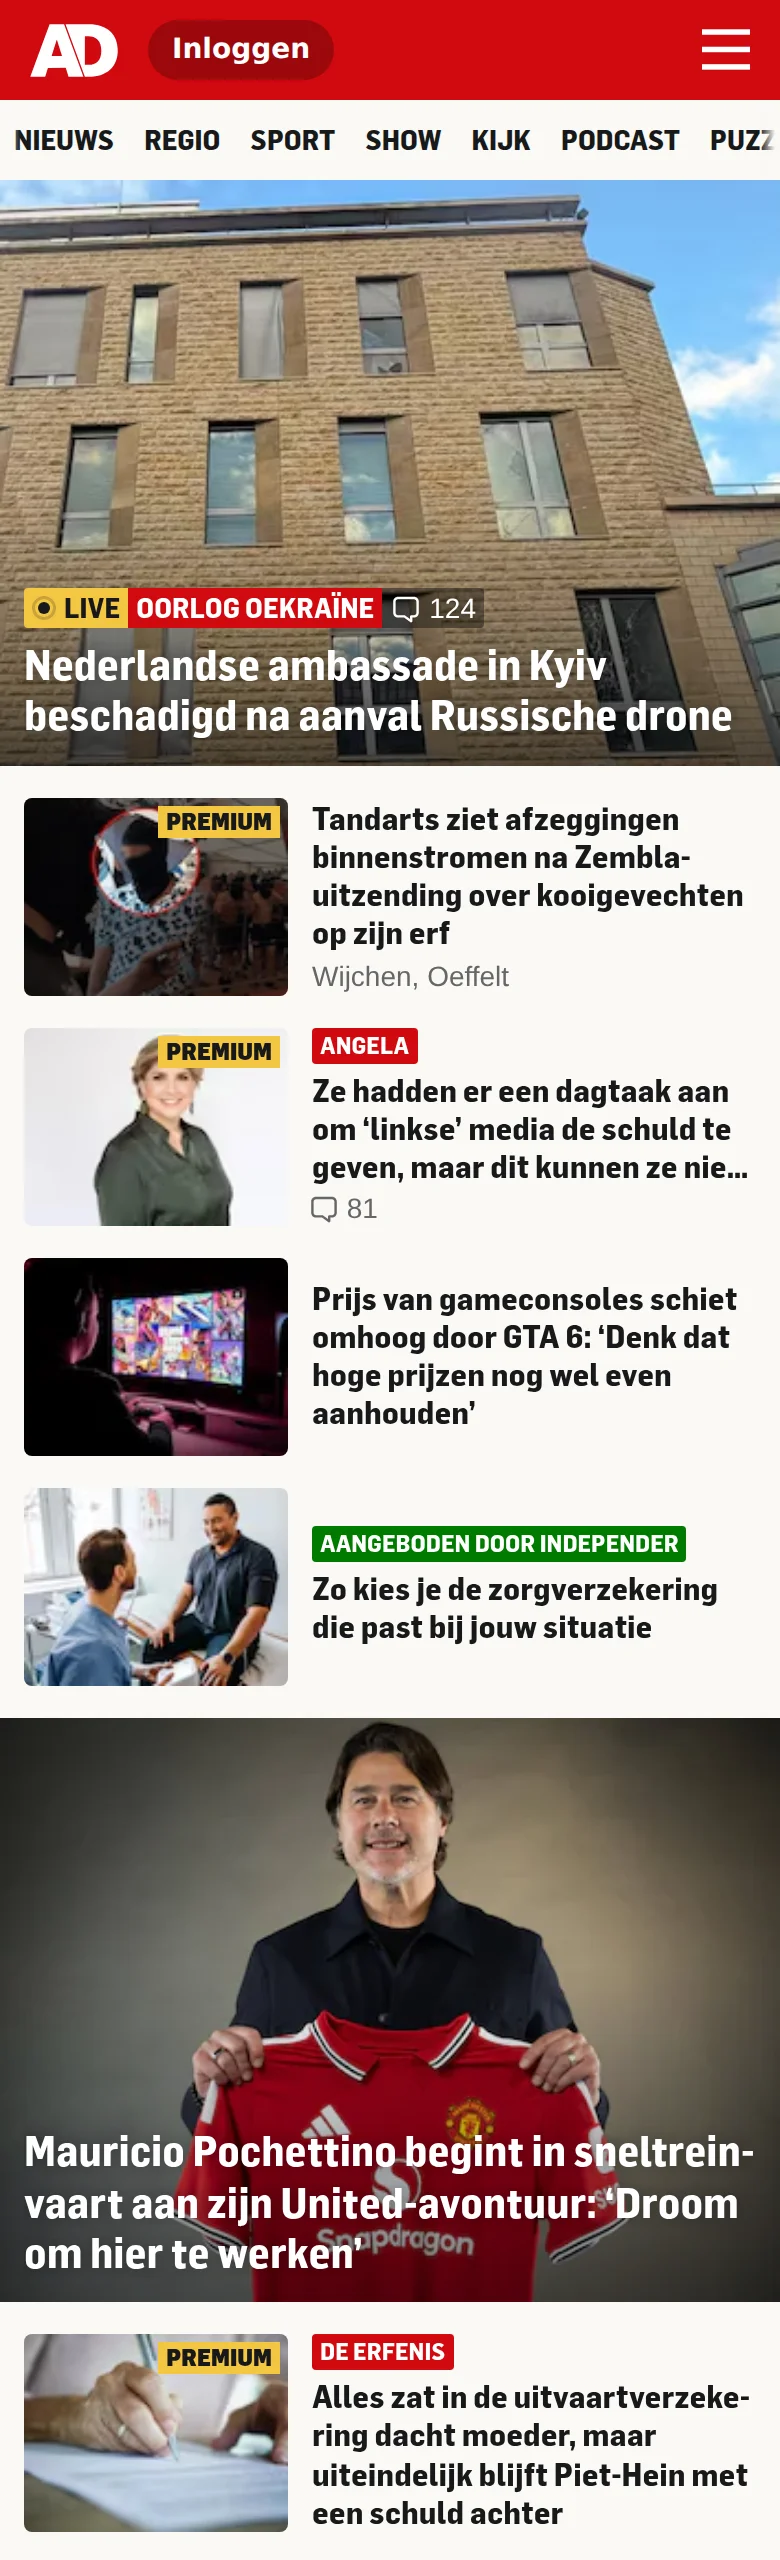 AD
Inloggen
NIEUWS REGIO SPORT SHOW KIJK PODCAST PUZZ
LIVE OORLOG OEKRAÏNE 124
Nederlandse ambassade in Kyiv
beschadigd na aanval Russische drone
PREMIUM
Tandarts ziet afzeggingen
binnenstromen na Zembla-
uitzending over kooigevechten
op zijn erf
Wijchen, Oeffelt
PREMIUM
ANGELA
Ze hadden er een dagtaak aan
om ‘linkse’ media de schuld te
geven, maar dit kunnen ze nie...
81
Prijs van gameconsoles schiet
omhoog door GTA 6: ‘Denk dat
hoge prijzen nog wel even
aanhouden’
AANGEBODEN DOOR INDEPENDER
Zo kies je de zorgverzekering
die past bij jouw situatie
Mauricio Pochettino begint in sneltrein-
vaart aan zijn United-avontuur: ‘Droom
om hier te werken’
Snapdragon
PREMIUM
DE ERFENIS
Alles zat in de uitvaartverzeke-
ring dacht moeder, maar
uiteindelijk blijft Piet-Hein met
een schuld achter